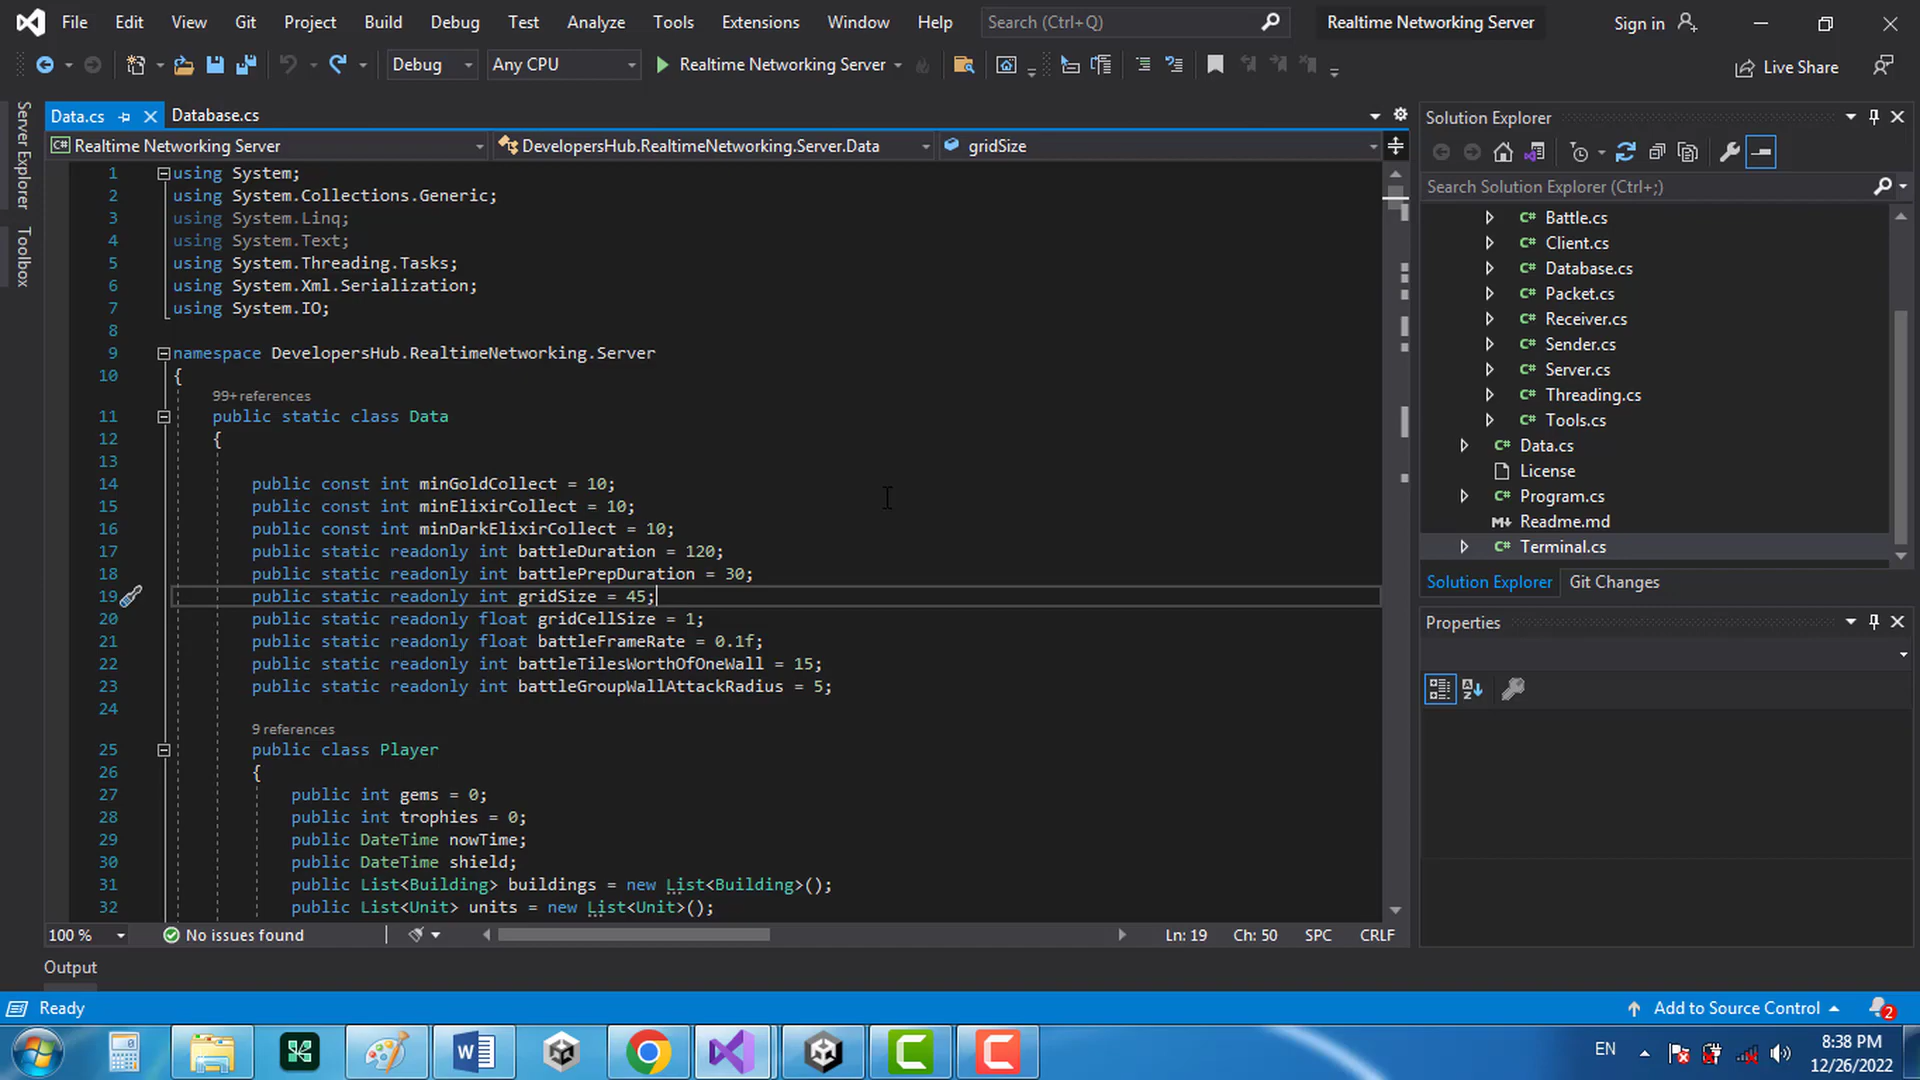 File Edit View Git Project Build Debug Test Analyze Tools Extensions Window Help Search (Ctrl+Q) Realtime Networking Server Sign in
Debug Any CPU Realtime Networking Server Live Share
Server Explorer
Toolbox
Data.cs Database.cs
Realtime Networking Server DevelopersHub.RealtimeNetworking.Server.Data gridSize
1 using System;
2 using System.Collections.Generic;
3 using System.Linq;
4 using System.Text;
5 using System.Threading.Tasks;
6 using System.Xml.Serialization;
7 using System.IO;
8
9 namespace DevelopersHub.RealtimeNetworking.Server
10 {
99+ references
11 public static class Data
12 {
13
14 public const int minGoldCollect = 10;
15 public const int minElixirCollect = 10;
16 public const int minDarkElixirCollect = 10;
17 public static readonly int battleDuration = 120;
18 public static readonly int battlePrepDuration = 30;
19 public static readonly int gridSize = 45;
20 public static readonly float gridCellSize = 1;
21 public static readonly float battleFrameRate = 0.1f;
22 public static readonly int battleTilesWorthOfOneWall = 15;
23 public static readonly int battleGroupWallAttackRadius = 5;
24
9 references
25 public class Player
26 {
27 public int gems = 0;
28 public int trophies = 0;
29 public DateTime nowTime;
30 public DateTime shield;
31 public List<Building> buildings = new List<Building>();
32 public List<Unit> units = new List<Unit>();
100 % No issues found Ln: 19 Ch: 50 SPC CRLF
Output
Solution Explorer
Search Solution Explorer (Ctrl+;)
C# Battle.cs
C# Client.cs
C# Database.cs
C# Packet.cs
C# Receiver.cs
C# Sender.cs
C# Server.cs
C# Threading.cs
C# Tools.cs
C# Data.cs
License
C# Program.cs
Readme.md
C# Terminal.cs
Solution Explorer Git Changes
Properties
Ready Add to Source Control 2
EN 8:38 PM
12/26/2022